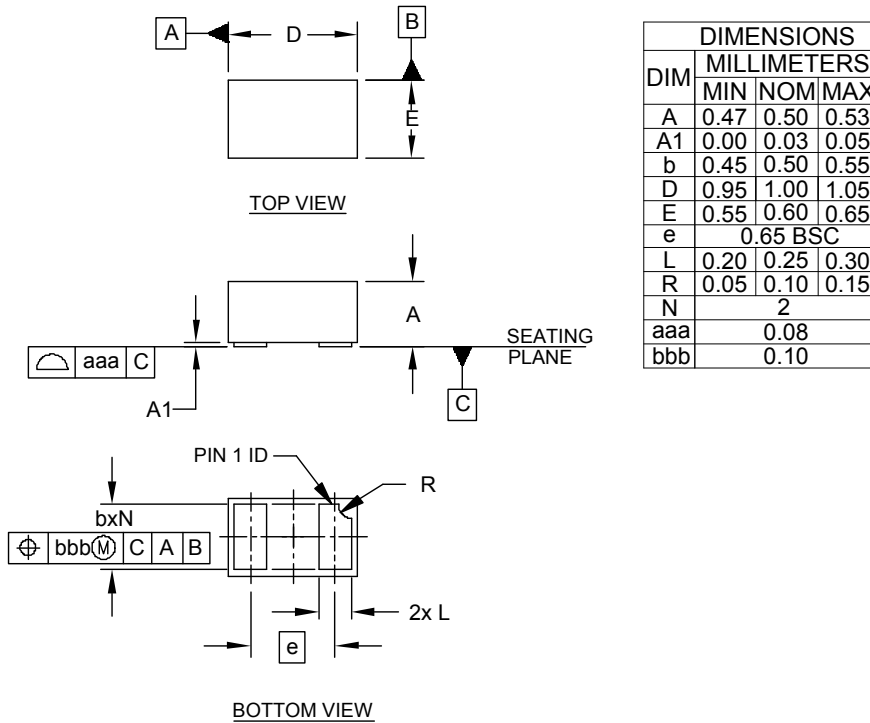 A
D
B
E
TOP VIEW
A
SEATING
PLANE
aaa C
A1
C
PIN 1 ID
R
bxN
bbb Ⓜ C A B
2x L
e
BOTTOM VIEW
DIMENSIONS
DIM MILLIMETERS
MIN NOM MAX
A 0.47 0.50 0.53
A1 0.00 0.03 0.05
b 0.45 0.50 0.55
D 0.95 1.00 1.05
E 0.55 0.60 0.65
e 0.65 BSC
L 0.20 0.25 0.30
R 0.05 0.10 0.15
N 2
aaa 0.08
bbb 0.10